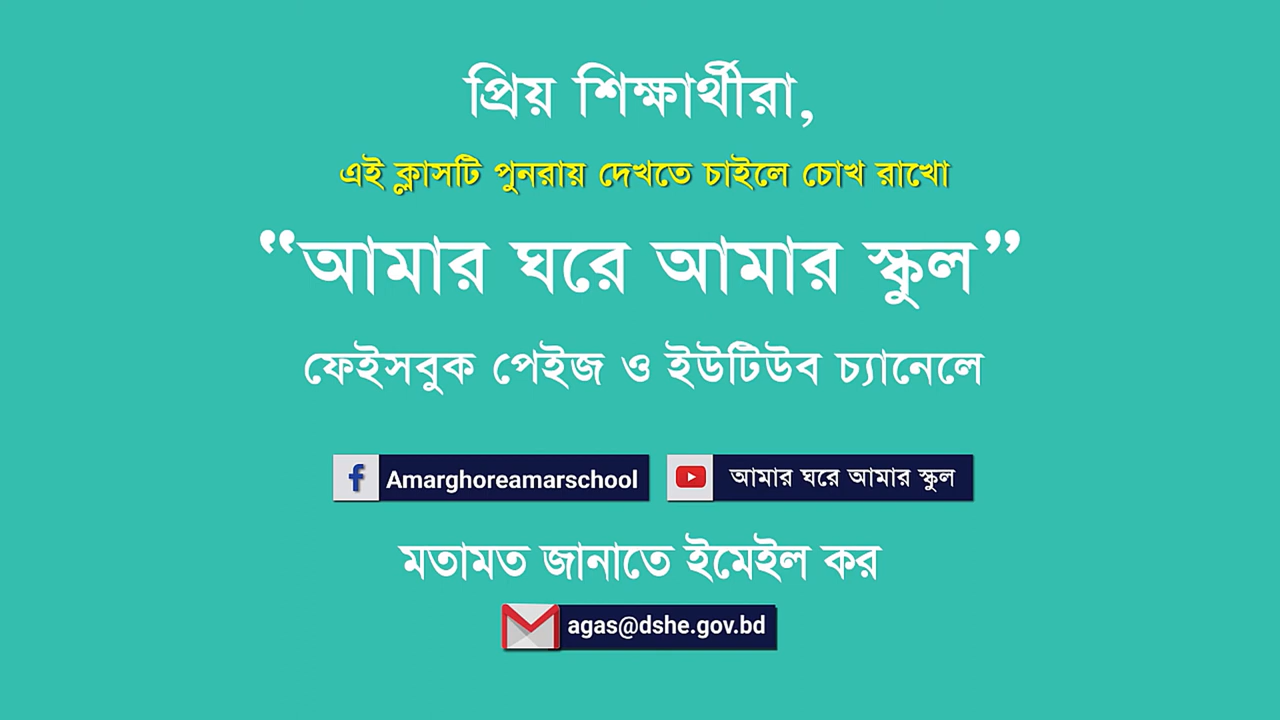 প্রিয় শিক্ষার্থীরা,
এই ক্লাসটি পুনরায় দেখতে চাইলে চোখ রাখো
“আমার ঘরে আমার স্কুল”
ফেইসবুক পেইজ ও ইউটিউব চ্যানেলে
Amarghoreamarschool
আমার ঘরে আমার স্কুল
মতামত জানাতে ইমেইল কর
agas@dshe.gov.bd